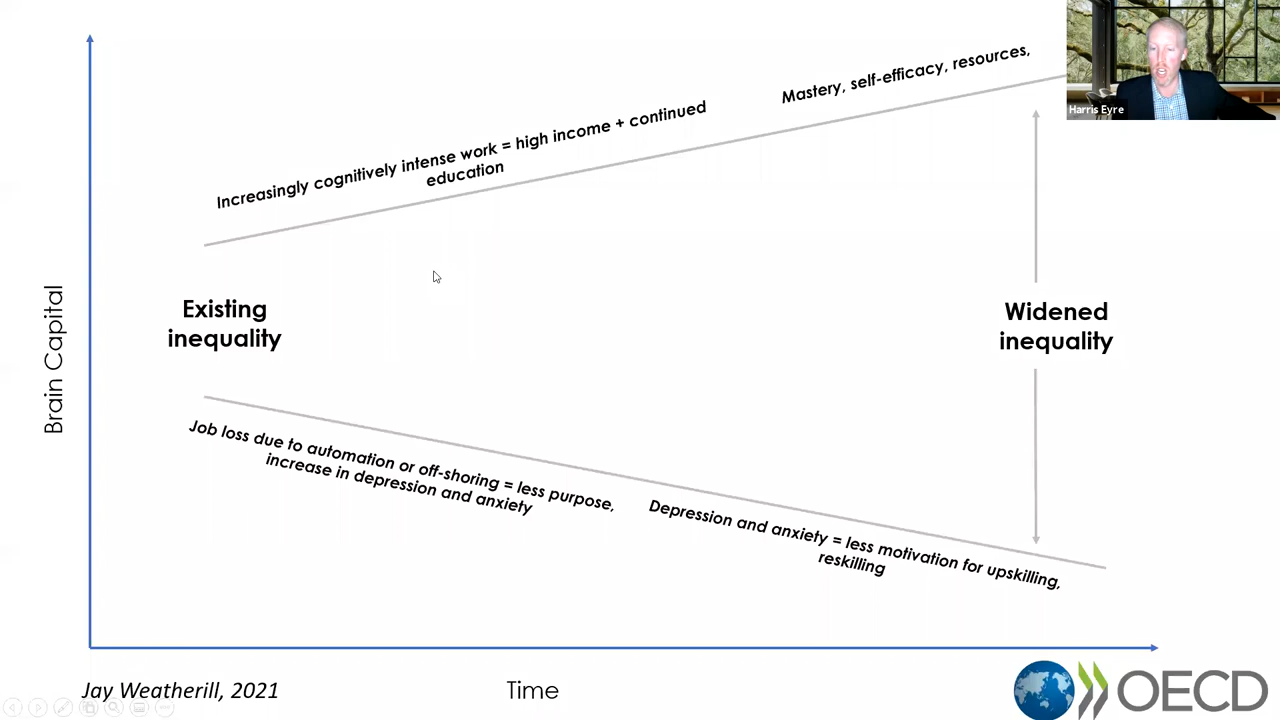 Mastery, self-efficacy, resources,
Harris Eyre
Increasingly cognitively intense work = high income + continued
education
Existing
inequality
Widened
inequality
Brain Capital
Job loss due to automation or off-shoring = less purpose,
increase in depression and anxiety
Depression and anxiety = less motivation for upskilling,
reskilling
Jay Weatherill, 2021
Time
OECD